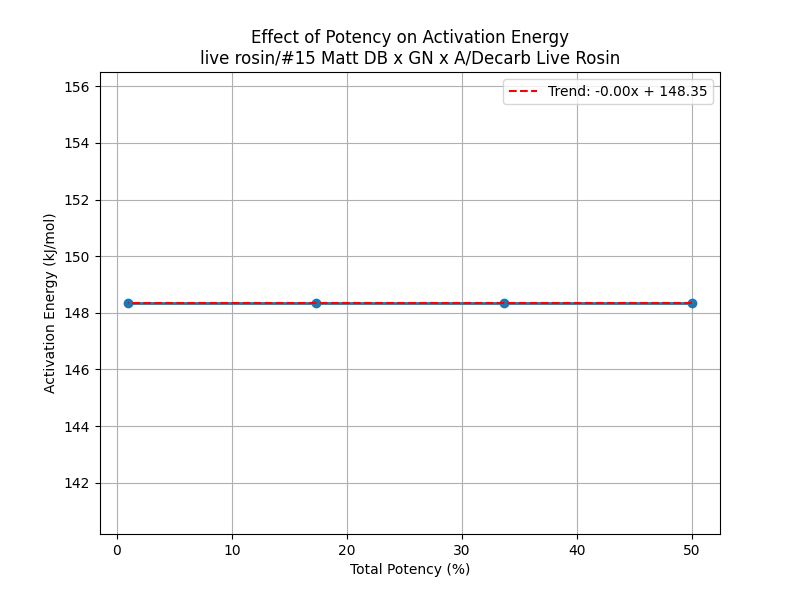 Effect of Potency on Activation Energy
live rosin/#15 Matt DB x GN x A/Decarb Live Rosin
Trend: -0.00x + 148.35
Activation Energy (kJ/mol)
156
154
152
150
148
146
144
142
0 10 20 30 40 50
Total Potency (%)